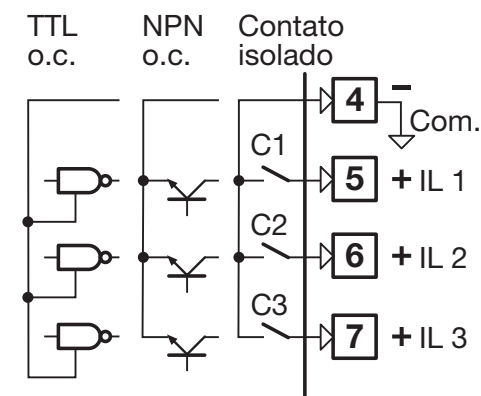 TTL o.c.
NPN o.c.
Contato isolado
4 −
Com.
C1
5 + IL 1
C2
6 + IL 2
C3
7 + IL 3